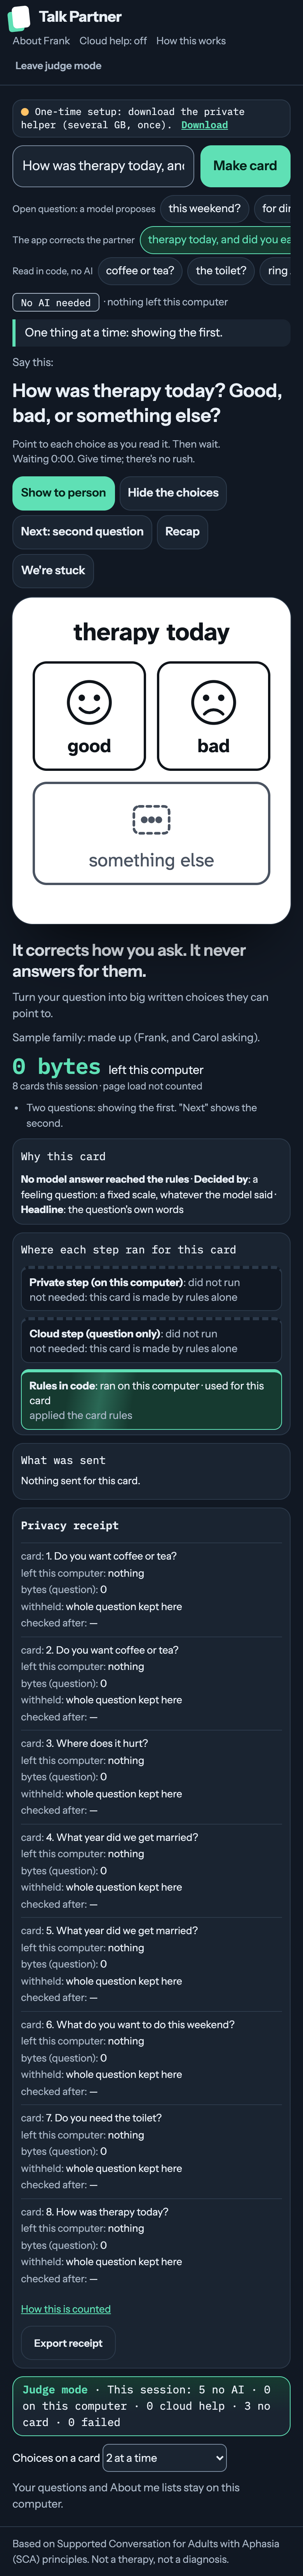 Talk Partner
About Frank Cloud help: off How this works
Leave judge mode
One-time setup: download the private
helper (several GB, once). Download
How was therapy today, an
Make card
Open question: a model proposes this weekend?
The app corrects the partner therapy today, and did you
Read in code, no AI coffee or tea? the toilet? ring
No AI needed · nothing left this computer
One thing at a time: showing the first.
Say this:
How was therapy today? Good,
bad, or something else?
Point to each choice as you read it. Then wait.
Waiting 0:00. Give time; there's no rush.
Show to person Hide the choices
Next: second question Recap
We're stuck
therapy today
good bad
something else
It corrects how you ask. It never
answers for them.
Turn your question into big written choices they can
point to.
Sample family: made up (Frank, and Carol asking).
0 bytes left this computer
8 cards this session · page load not counted
• Two questions: showing the first. "Next" shows the
second.
Why this card
No model answer reached the rules · Decided by: a
feeling question: a fixed scale, whatever the model said ·
Headline: the question's own words
Where each step ran for this card
Private step (on this computer): did not run
not needed: this card is made by rules alone
Cloud step (question only): did not run
not needed: this card is made by rules alone
Rules in code: ran on this computer · used for this
card
applied the card rules
What was sent
Nothing sent for this card.
Privacy receipt
card: 1. Do you want coffee or tea?
left this computer: nothing
bytes (question): 0
withheld: whole question kept here
checked after: —
card: 2. Do you want coffee or tea?
left this computer: nothing
bytes (question): 0
withheld: whole question kept here
checked after: —
card: 3. Where does it hurt?
left this computer: nothing
bytes (question): 0
withheld: whole question kept here
checked after: —
card: 4. What year did we get married?
left this computer: nothing
bytes (question): 0
withheld: whole question kept here
checked after: —
card: 5. What year did we get married?
left this computer: nothing
bytes (question): 0
withheld: whole question kept here
checked after: —
card: 6. What do you want to do this weekend?
left this computer: nothing
bytes (question): 0
withheld: whole question kept here
checked after: —
card: 7. Do you need the toilet?
left this computer: nothing
bytes (question): 0
withheld: whole question kept here
checked after: —
card: 8. How was therapy today?
left this computer: nothing
bytes (question): 0
withheld: whole question kept here
checked after: —
How this is counted
Export receipt
Judge mode · This session: 5 no AI · 0
on this computer · 0 cloud help · 3 no
card · 0 failed
Choices on a card 2 at a time
Your questions and About me lists stay on this
computer.
Based on Supported Conversation for Adults with Aphasia
(SCA) principles. Not a therapy, not a diagnosis.